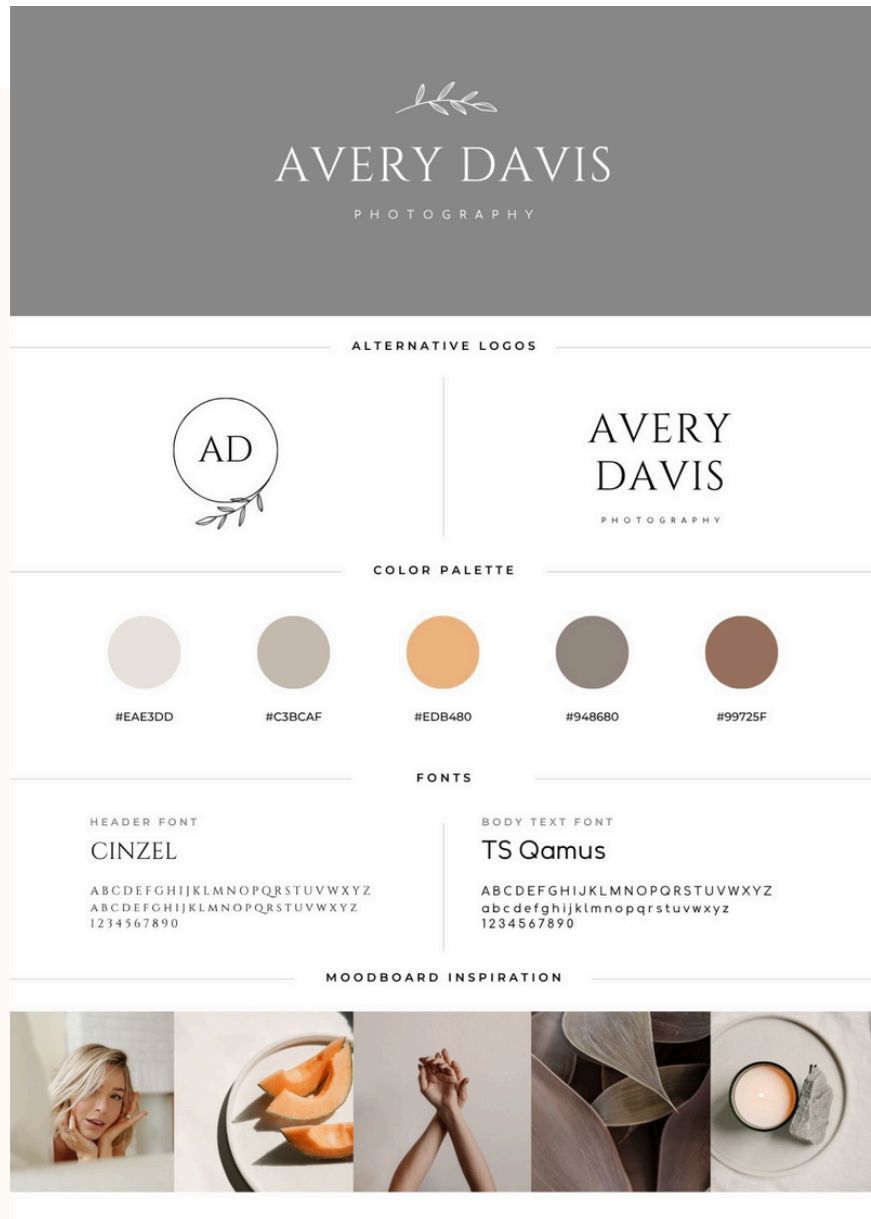 AVERY DAVIS
PHOTOGRAPHY
ALTERNATIVE LOGOS
AD
AVERY
DAVIS
PHOTOGRAPHY
COLOR PALETTE
#EAE3DD
#C3BCAF
#EDB480
#948680
#99725F
FONTS
HEADER FONT
CINZEL
ABCDEFGHIJKLMNOPQRSTUVWXYZ
ABCDEFGHIJKLMNOPQRSTUVWXYZ
1234567890
BODY TEXT FONT
TS Qamus
ABCDEFGHIJKLMNOPQRSTUVWXYZ
abcdefghijklmnopqrstuvwxyz
1234567890
MOODBOARD INSPIRATION